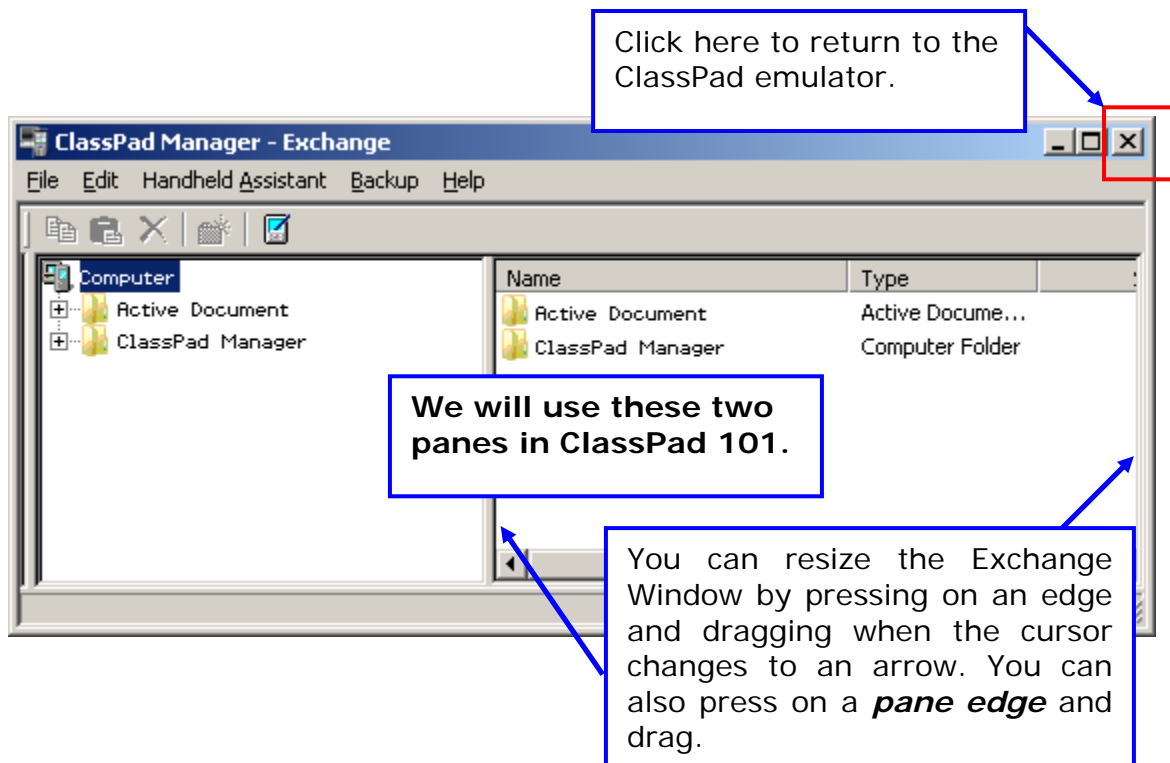 Click here to return to the
ClassPad emulator.
ClassPad Manager - Exchange
File Edit Handheld Assistant Backup Help
Computer
Active Document
ClassPad Manager
Name Type
Active Document Active Docume...
ClassPad Manager Computer Folder
We will use these two
panes in ClassPad 101.
You can resize the Exchange
Window by pressing on an edge
and dragging when the cursor
changes to an arrow. You can
also press on a pane edge and
drag.